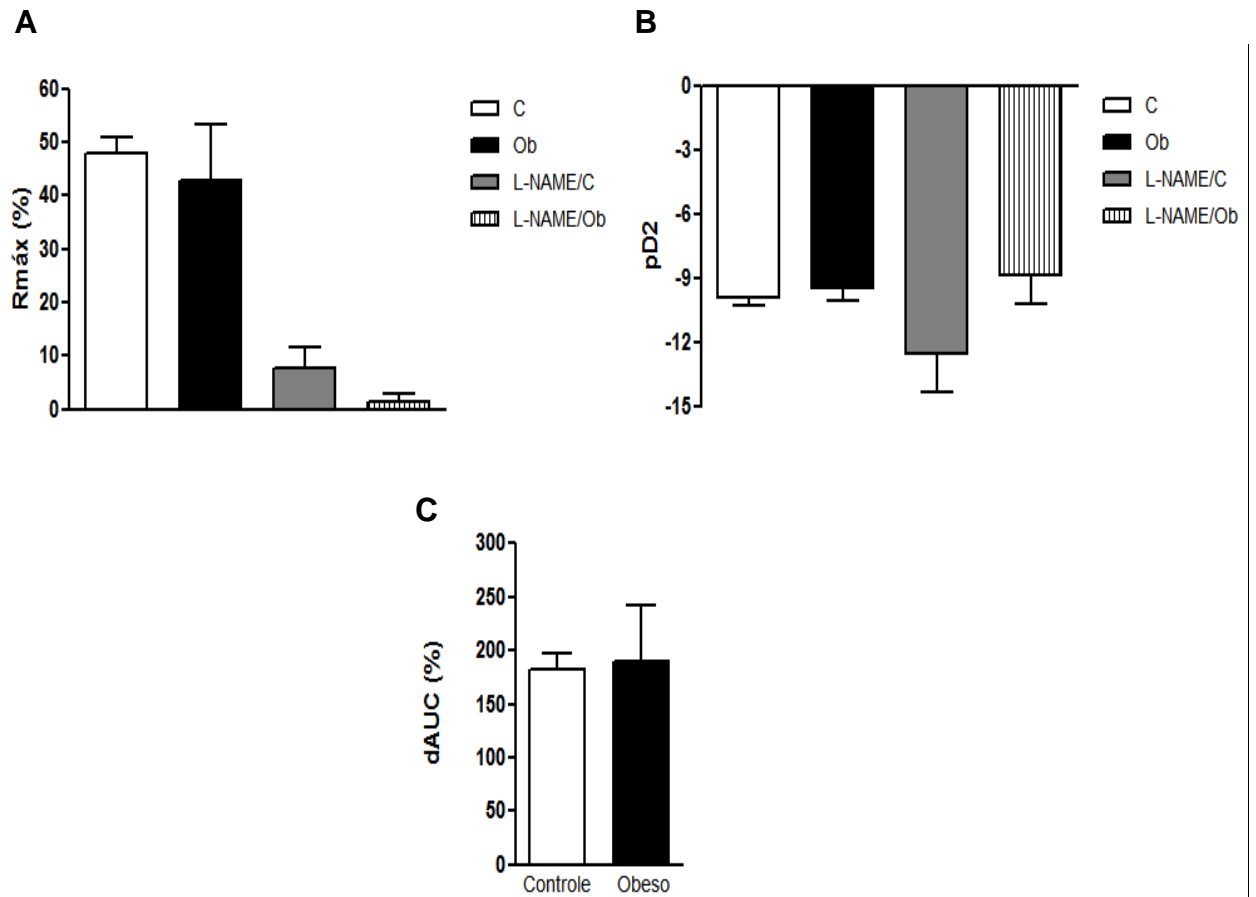 A
Rmáx (%)
60
50
40
30
20
10
0
C
Ob
L-NAME/C
L-NAME/Ob
B
pD2
0
-3
-6
-9
-12
-15
C
Ob
L-NAME/C
L-NAME/Ob
C
dAUC (%)
300
250
200
150
100
50
0
Controle Obeso